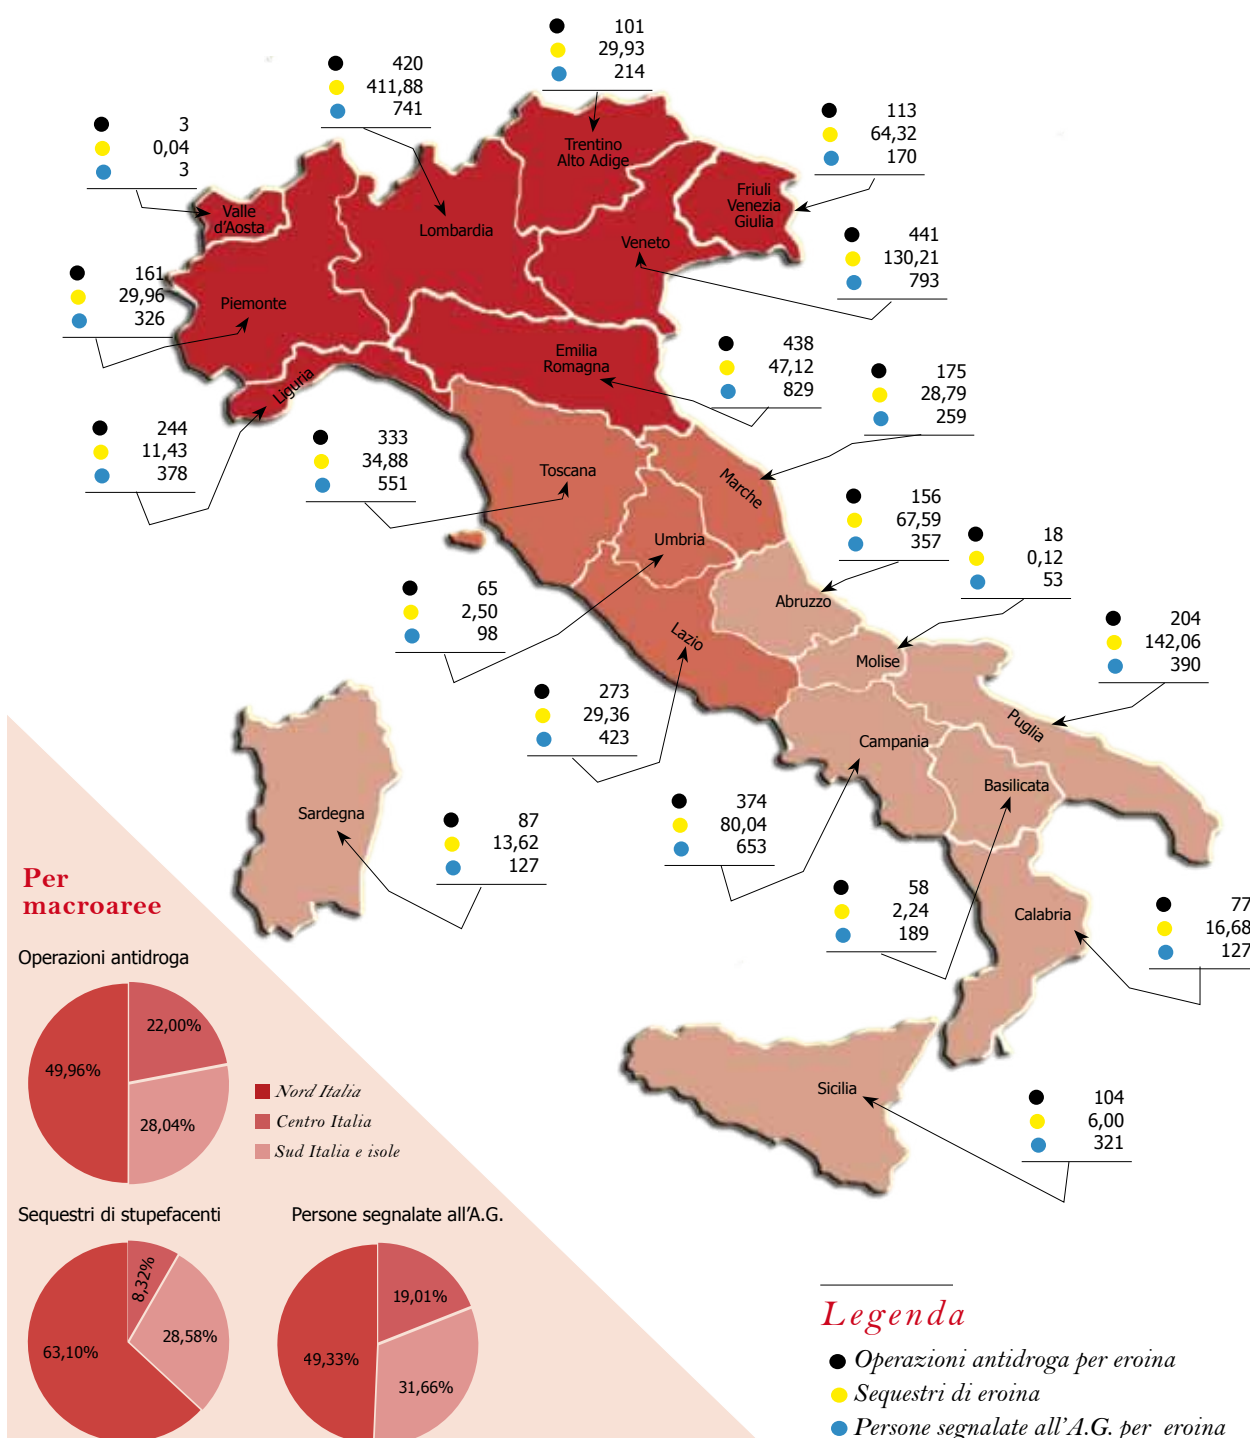 101
29,93
214
420
411,88
741
3
0,04
3
113
64,32
170
Trentino
Alto Adige
Friuli
Venezia
Giulia
Valle
d'Aosta
Lombardia
Veneto
441
130,21
793
161
29,96
326
Piemonte
Emilia
Romagna
438
47,12
829
175
28,79
259
Liguria
244
11,43
378
333
34,88
551
Toscana
Marche
156
67,59
357
Umbria
18
0,12
53
65
2,50
98
Abruzzo
Lazio
Molise
204
142,06
390
273
29,36
423
Puglia
Campania
Basilicata
Sardegna
87
13,62
127
374
80,04
653
58
2,24
189
Calabria
77
16,68
127
Sicilia
104
6,00
321
Per
macroaree
Operazioni antidroga
22,00%
49,96%
28,04%
Nord Italia
Centro Italia
Sud Italia e isole
Sequestri di stupefacenti
8,32%
28,58%
63,10%
Persone segnalate all'A.G.
19,01%
49,33%
31,66%
Legenda
Operazioni antidroga per eroina
Sequestri di eroina
Persone segnalate all'A.G. per eroina